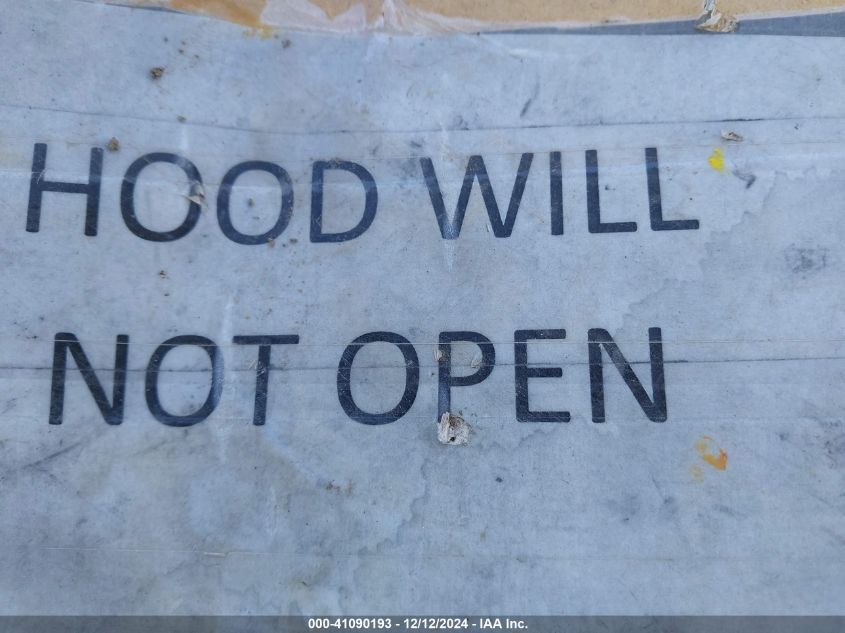 HOOD WILL
NOT OPEN
000-41090193 - 12/12/2024 - IAA Inc.